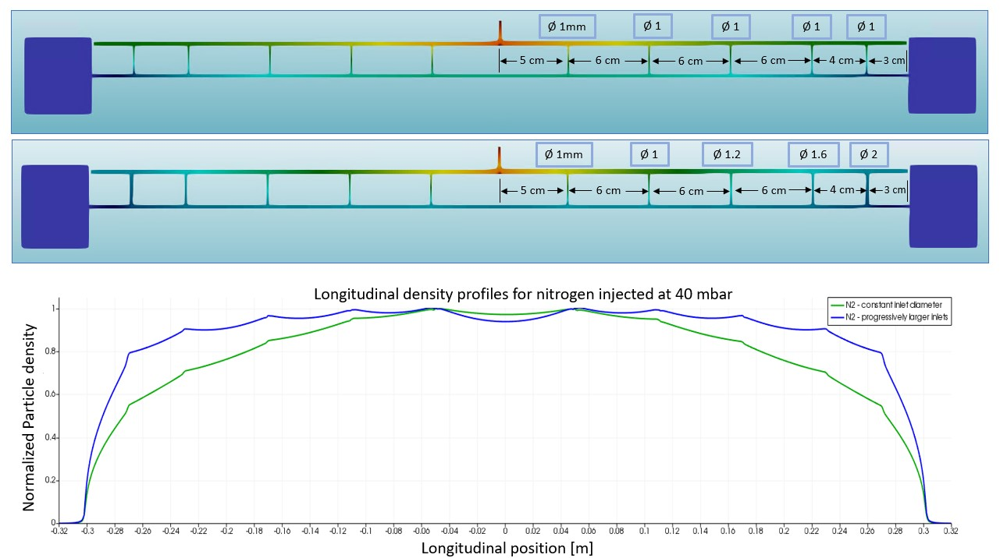 Ø 1mm Ø 1 Ø 1 Ø 1 Ø 1
5 cm 6 cm 6 cm 6 cm 4 cm 3 cm
Ø 1mm Ø 1 Ø 1.2 Ø 1.6 Ø 2
5 cm 6 cm 6 cm 6 cm 4 cm 3 cm
Longitudinal density profiles for nitrogen injected at 40 mbar
N2 - constant inlet diameter
N2 - progressively larger inlets
Normalized Particle density
1
0.8
0.6
0.4
0.2
0
-0.32 -0.3 -0.28 -0.26 -0.24 -0.22 -0.2 -0.18 -0.16 -0.14 -0.12 -0.1 -0.08 -0.06 -0.04 -0.02 0 0.02 0.04 0.06 0.08 0.1 0.12 0.14 0.16 0.18 0.2 0.22 0.24 0.26 0.28 0.3 0.32
Longitudinal position [m]